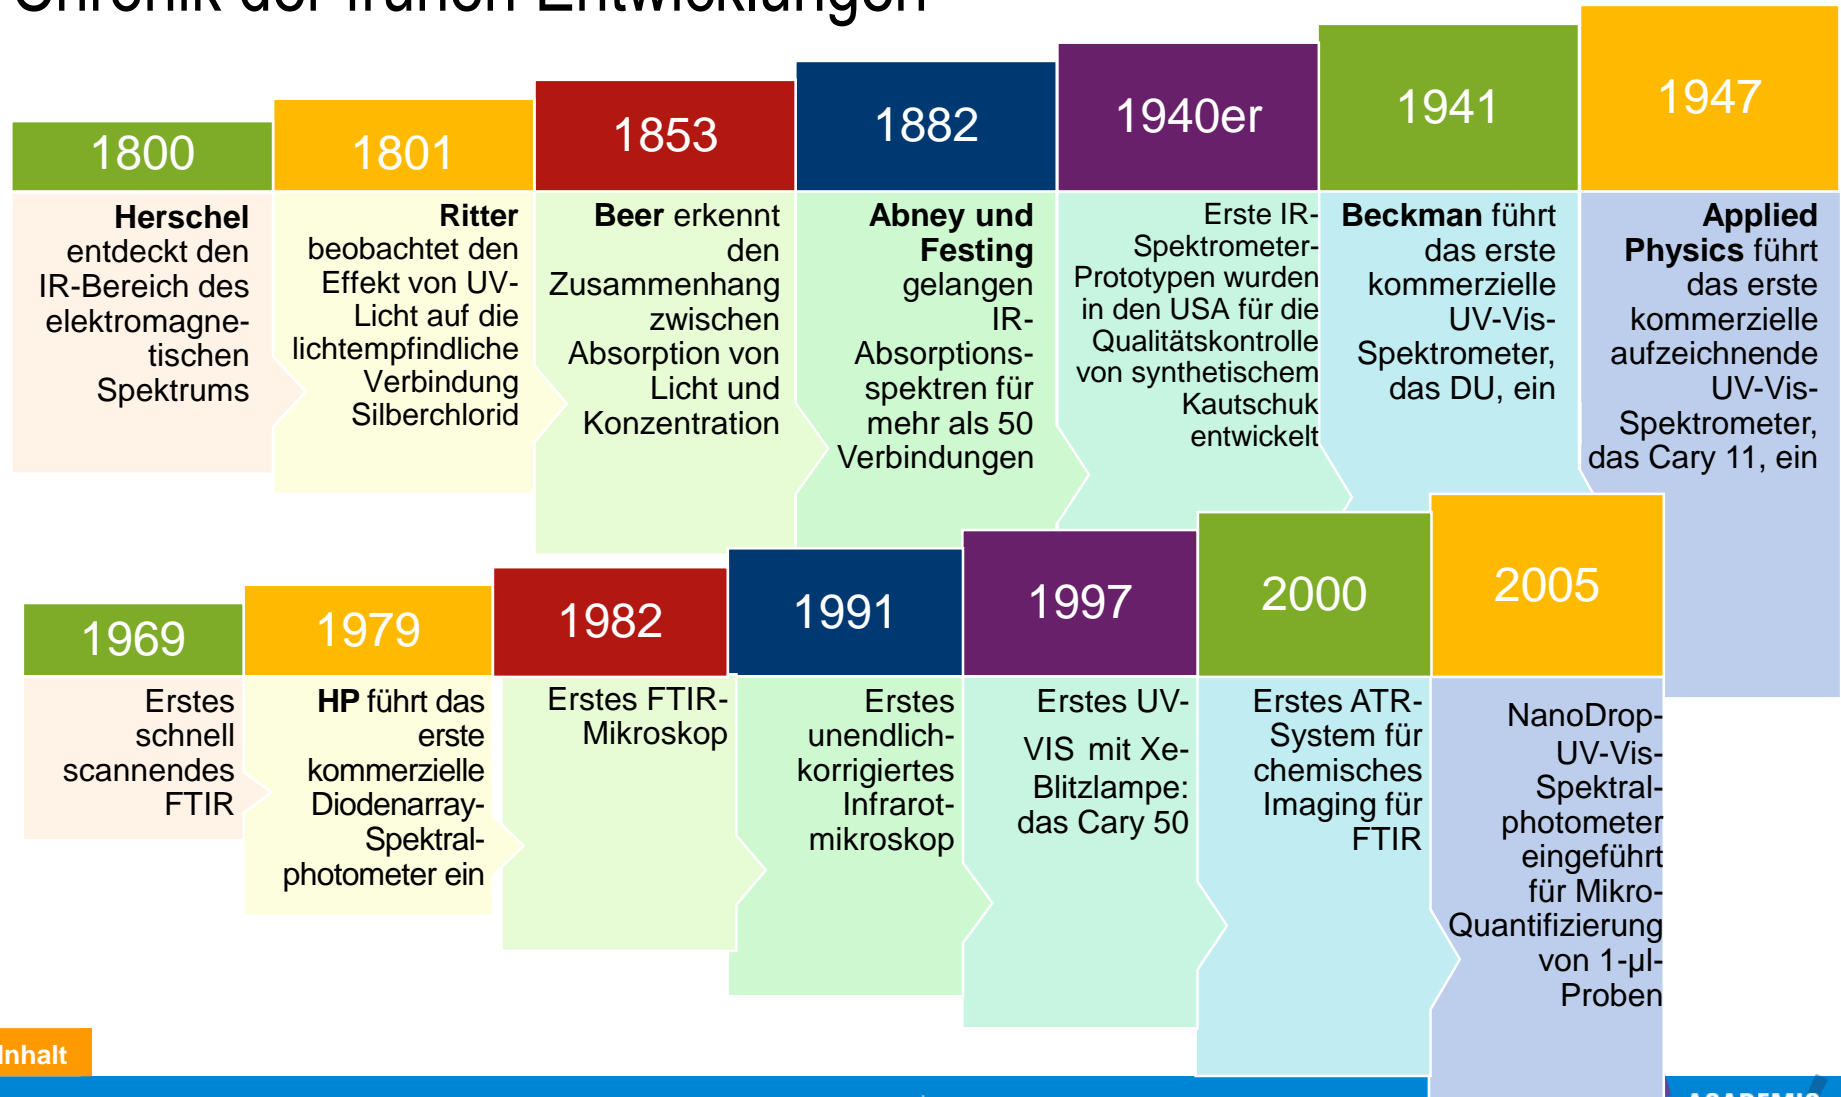 Chronik der frühen Entwicklungen
1800
Herschel
entdeckt den
IR-Bereich des
elektromagne-
tischen
Spektrums
1801
Ritter
beobachtet den
Effekt von UV-
Licht auf die
lichtempfindliche
Verbindung
Silberchlorid
1853
Beer erkennt
den
Zusammenhang
zwischen
Absorption von
Licht und
Konzentration
1882
Abney und
Festing
gelangen
IR-
Absorptions-
spektren für
mehr als 50
Verbindungen
1940er
Erste IR-
Spektrometer-
Prototypen wurden
in den USA für die
Qualitätskontrolle
von synthetischem
Kautschuk
entwickelt
1941
Beckman führt
das erste
kommerzielle
UV-Vis-
Spektrometer,
das DU, ein
1947
Applied
Physics führt
das erste
kommerzielle
aufzeichnende
UV-Vis-
Spektrometer,
das Cary 11, ein
1969
Erstes
schnell
scannendes
FTIR
1979
HP führt das
erste
kommerzielle
Diodenarray-
Spektral-
photometer ein
1982
Erstes FTIR-
Mikroskop
1991
Erstes
unendlich-
korrigiertes
Infrarot-
mikroskop
1997
Erstes UV-
VIS mit Xe-
Blitzlampe:
das Cary 50
2000
Erstes ATR-
System für
chemisches
Imaging für
FTIR
2005
NanoDrop-
UV-Vis-
Spektral-
photometer
eingeführt
für Mikro-
Quantifizierung
von 1-µl-
Proben
Inhalt